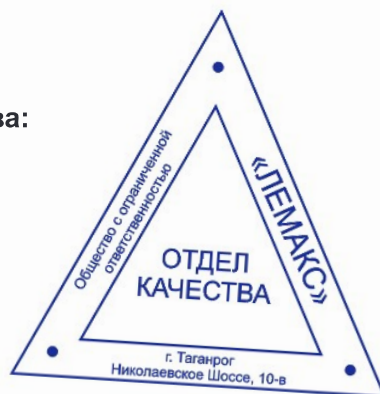 ва:
Общество с ограниченной
ответственностью
«ЛЕМАКС»
ОТДЕЛ
КАЧЕСТВА
г. Таганрог
Николаевское Шоссе, 10-в